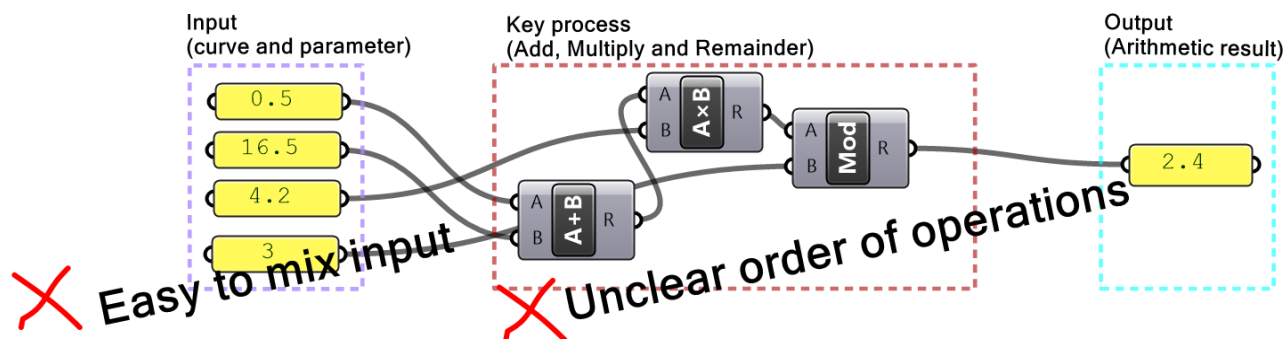 Input
(curve and parameter)
0.5
16.5
4.2
3
Easy to mix input
Key process
(Add, Multiply and Remainder)
A
B
A×B
R
A
B
A+B
R
A
B
Mod
R
Unclear order of operations
Output
(Arithmetic result)
2.4